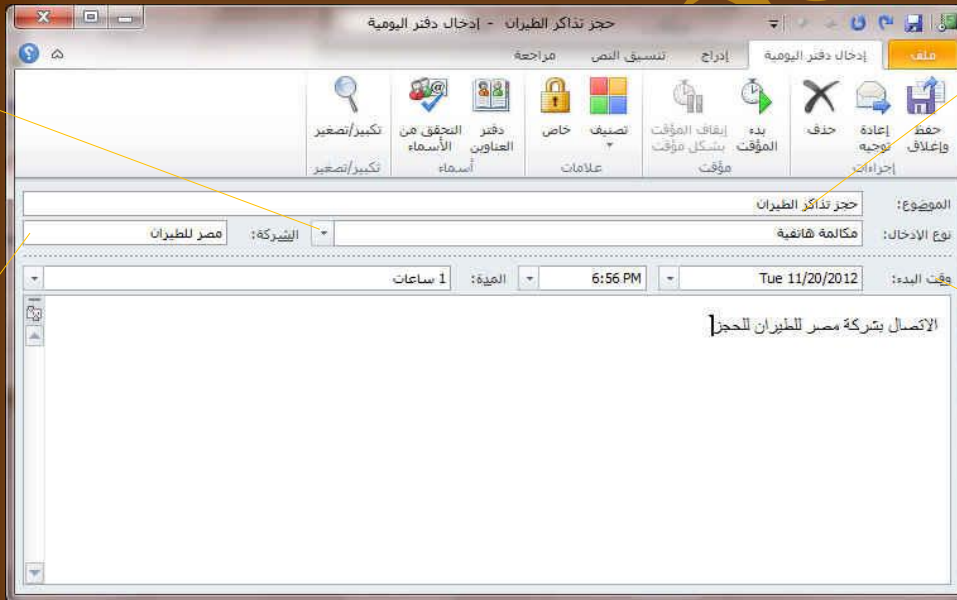 حجز تذاكر الطيران - إدخال دفتر اليومية
ملف إدخال دفتر اليومية إدراج تنسيق النص مراجعة
حفظ وإغلاق
إعادة توجيه
حذف
بدء المؤقت
إيقاف المؤقت بشكل مؤقت
تصنيف
خاص
دفتر العناوين
التحقق من الأسماء
تكبير/تصغير
إجراءات مؤقت علامات أسماء تكبير/تصغير
الموضوع: حجز تذاكر الطيران
نوع الإدخال: مكالمة هاتفية الشركة: مصر للطيران
وقت البدء: Tue 11/20/2012 6:56 PM المدة: 1 ساعات
الاتصال بشركة مصر للطيران للحجز